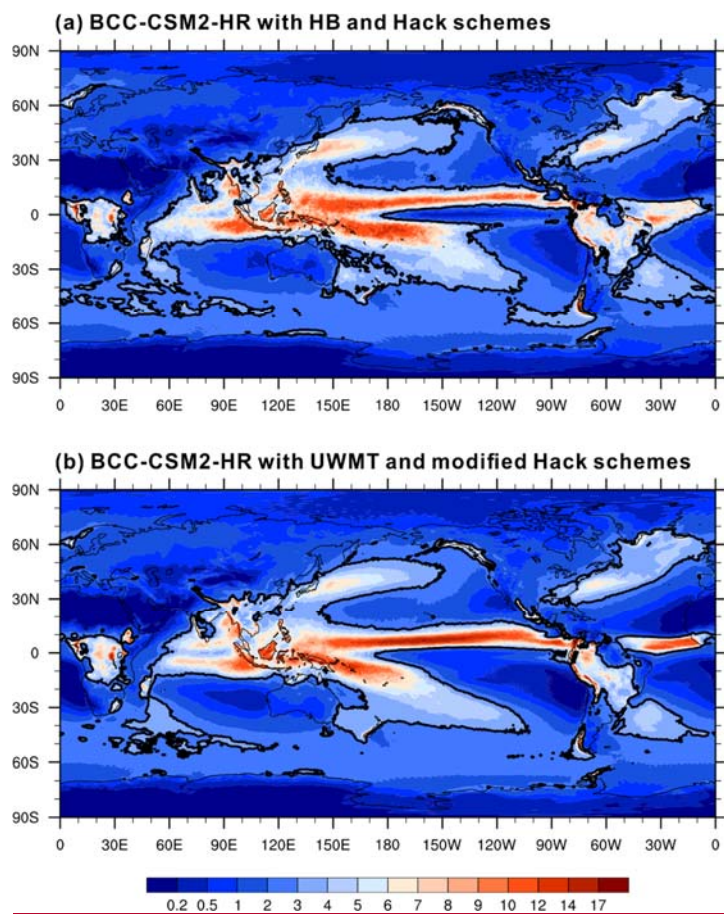 (a) BCC-CSM2-HR with HB and Hack schemes
90N
60N
30N
0
30S
60S
90S
0 30E 60E 90E 120E 150E 180 150W 120W 90W 60W 30W 0
(b) BCC-CSM2-HR with UWMT and modified Hack schemes
90N
60N
30N
0
30S
60S
90S
0 30E 60E 90E 120E 150E 180 150W 120W 90W 60W 30W 0
0.2 0.5 1 2 3 4 5 6 7 8 9 10 12 14 17